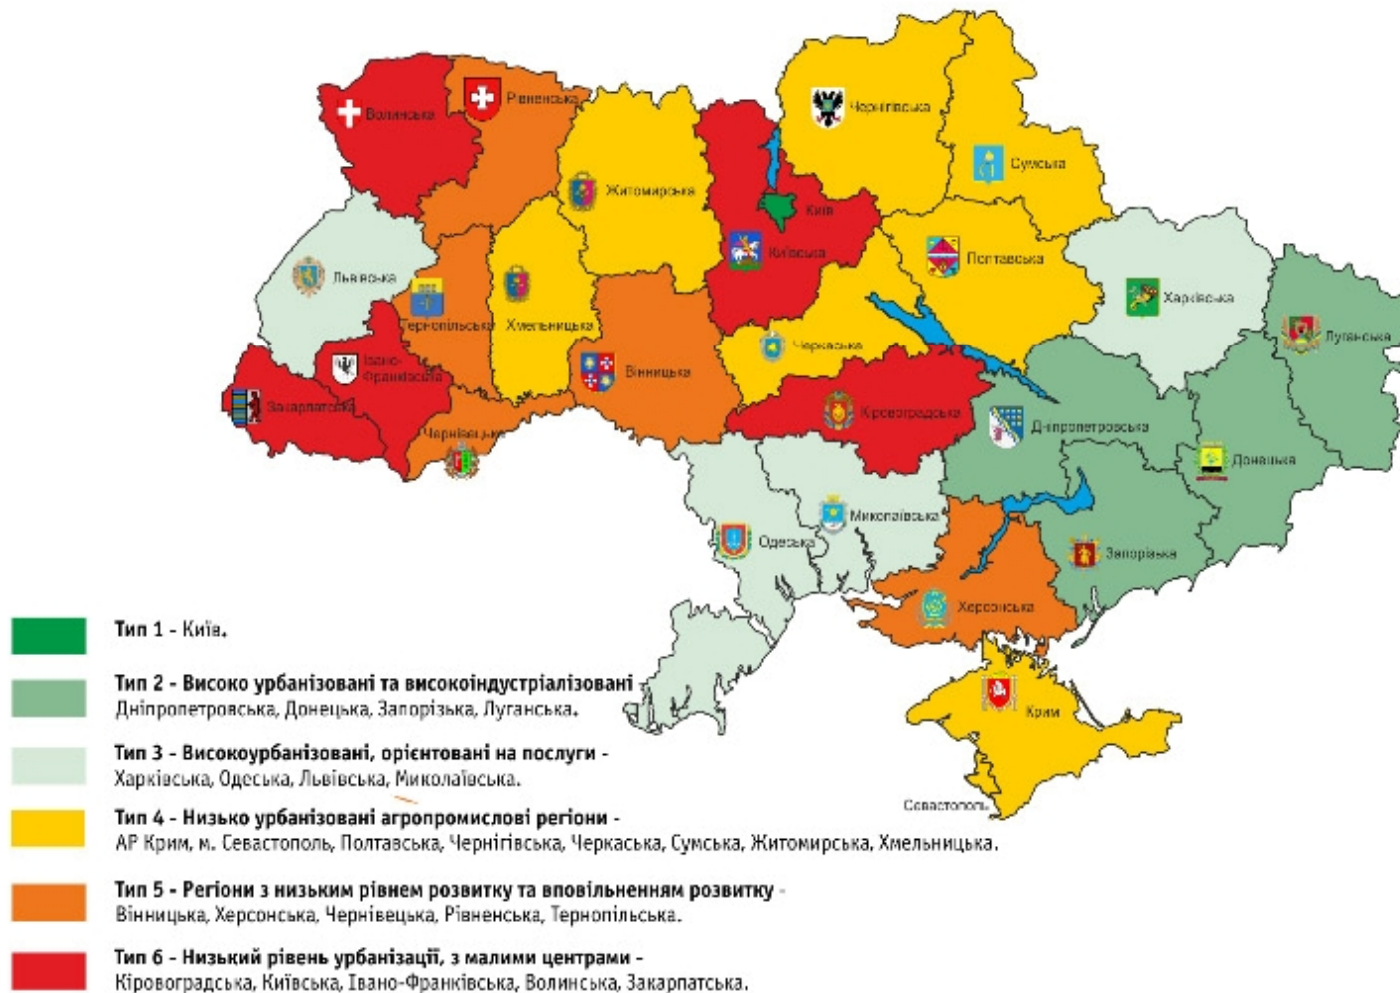 Волинська
Рівненська
Житомирська
Чернігівська
Сумська
Київ
Київська
Полтавська
Львівська
Тернопільська
Хмельницька
Харківська
Луганська
Черкаська
Вінницька
Івано-
Франківська
Закарпатська
Чернівецька
Кіровоградська
Дніпропетровська
Донецька
Миколаївська
Одеська
Запорізька
Херсонська
Крим
Севастополь
Тип 1 - Київ.
Тип 2 - Високо урбанізовані та високоіндустріалізовані -
Дніпропетровська, Донецька, Запорізька, Луганська.
Тип 3 - Високоурбанізовані, орієнтовані на послуги -
Харківська, Одеська, Львівська, Миколаївська.
Тип 4 - Низько урбанізовані агропромислові регіони -
АР Крим, м. Севастополь, Полтавська, Чернігівська, Черкаська, Сумська, Житомирська, Хмельницька.
Тип 5 - Регіони з низьким рівнем розвитку та вповільненням розвитку -
Вінницька, Херсонська, Чернівецька, Рівненська, Тернопільська.
Тип 6 - Низький рівень урбанізації, з малими центрами -
Кіровоградська, Київська, Івано-Франківська, Волинська, Закарпатська.